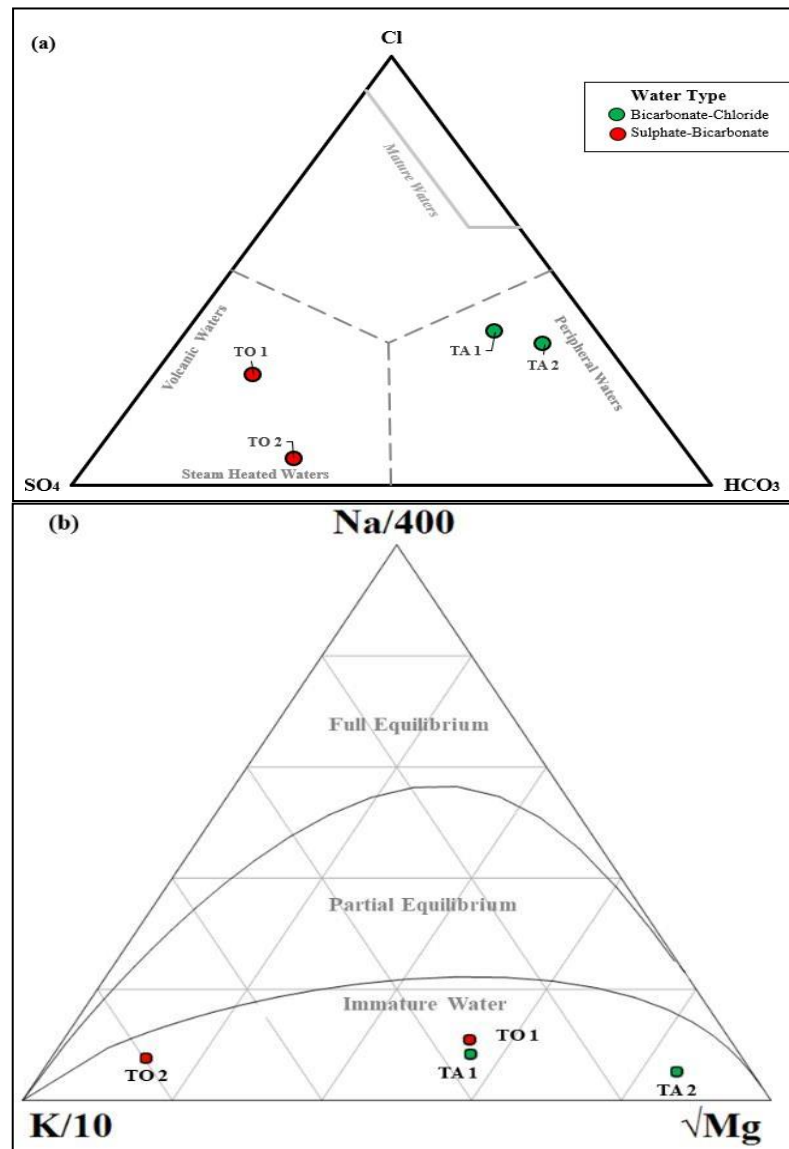 (a)
Cl
Water Type
Bicarbonate-Chloride
Sulphate-Bicarbonate
Mature Waters
Volcanic Waters
Peripheral Waters
TO 1
TA 1
TA 2
TO 2
Steam Heated Waters
SO₄
HCO₃
(b)
Na/400
Full Equilibrium
Partial Equilibrium
Immature Water
TO 1
TO 2
TA 1
TA 2
K/10
√Mg